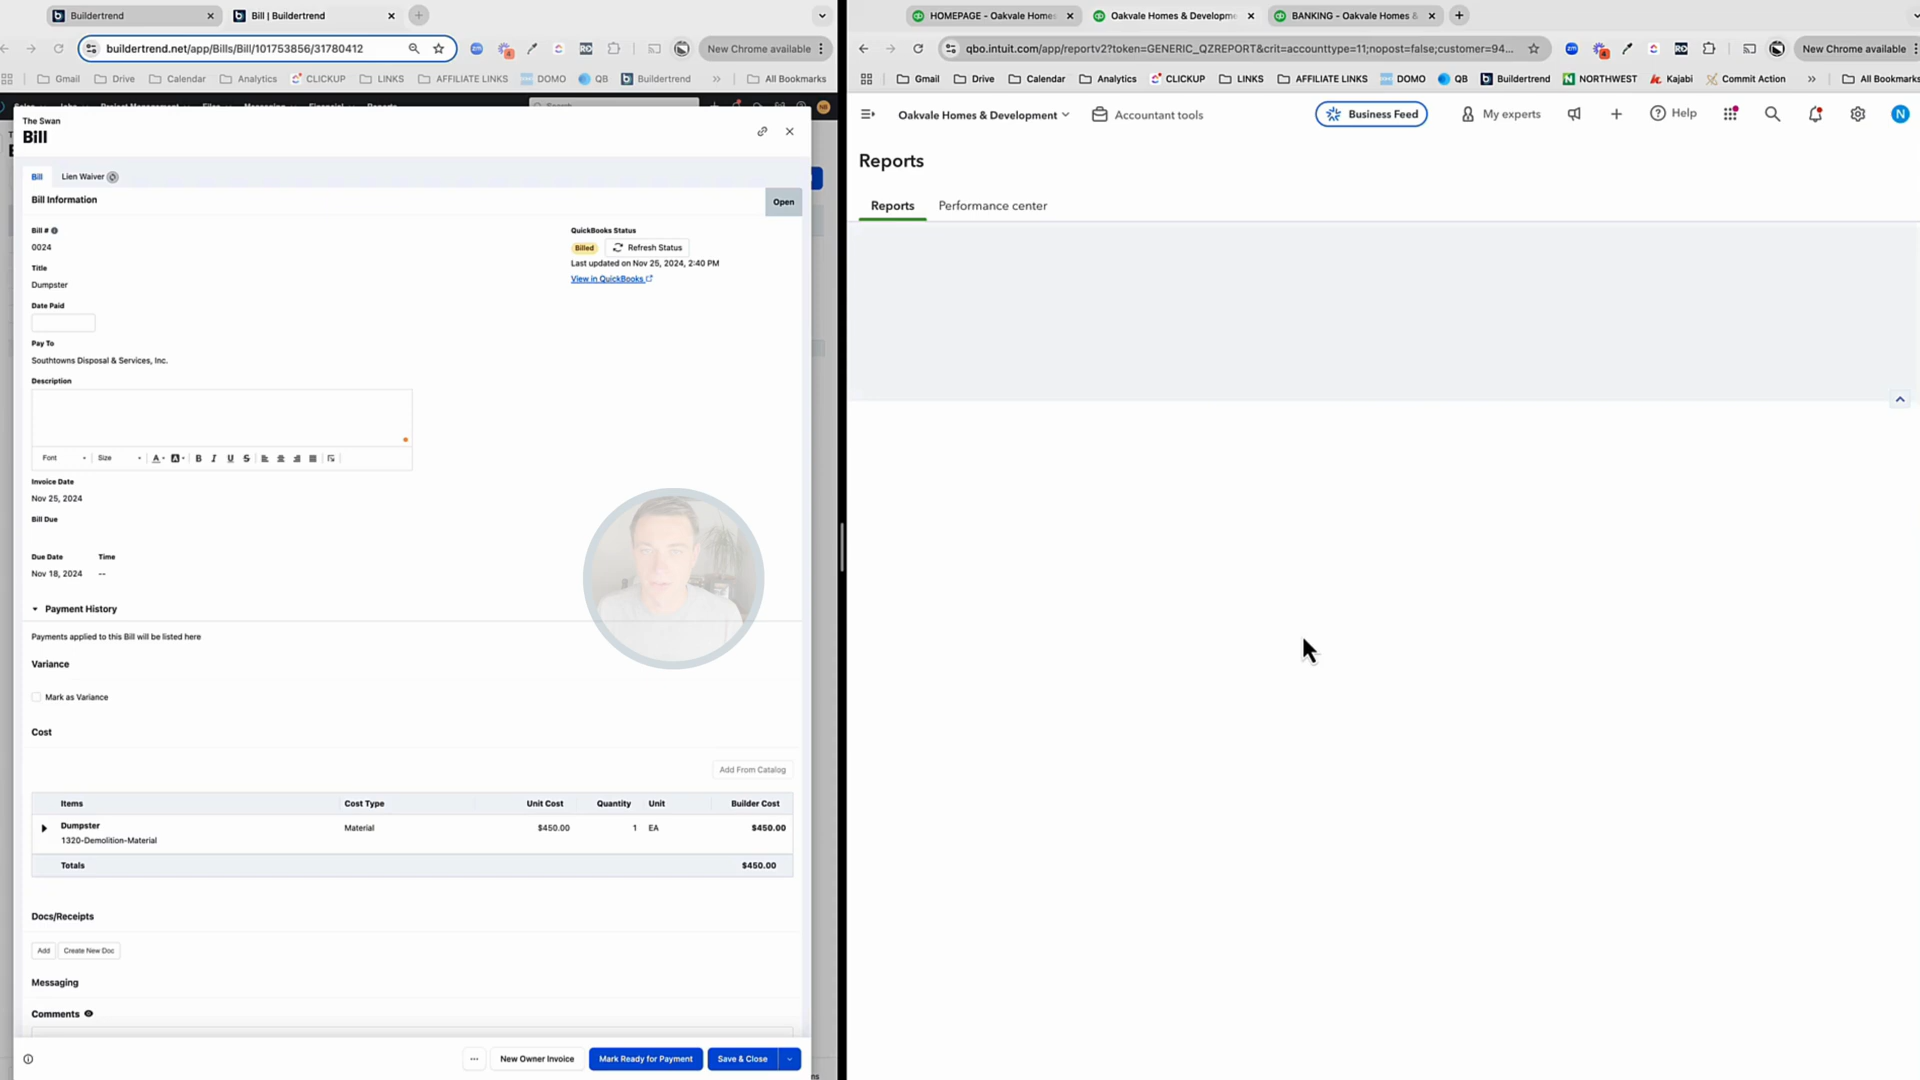 Buildertrend
Bill | Buildertrend
buildertrend.net/app/Bills/Bill/101753856/31780412
New Chrome available
Gmail
Drive
Calendar
Analytics
CLICKUP
LINKS
AFFILIATE LINKS
DOMO
QB
Buildertrend
All Bookmarks
The Swan
Bill
Bill
Lien Waiver
Bill Information
Open
Bill #
0024
Title
Dumpster
Date Paid
Pay To
Southtowns Disposal & Services, Inc.
Description
Font
Size
QuickBooks Status
Billed
Refresh Status
Last updated on Nov 25, 2024, 2:40 PM
View in QuickBooks
Invoice Date
Nov 25, 2024
Bill Due
Due Date Time
Nov 18, 2024 --
Payment History
Payments applied to this Bill will be listed here
Variance
Mark as Variance
Cost
Add From Catalog
Items Cost Type Unit Cost Quantity Unit Builder Cost
Dumpster Material $450.00 1 EA $450.00
1320-Demolition-Material
Totals $450.00
Docs/Receipts
Add
Create New Doc
Messaging
Comments
New Owner Invoice
Mark Ready for Payment
Save & Close
HOMEPAGE - Oakvale Homes
Oakvale Homes & Developm
BANKING - Oakvale Homes &
qbo.intuit.com/app/reportv2?token=GENERIC_QZREPORT&crit=accounttype=11;nopost=false;customer=94...
New Chrome available
Gmail
Drive
Calendar
Analytics
CLICKUP
LINKS
AFFILIATE LINKS
DOMO
QB
Buildertrend
NORTHWEST
Kajabi
Commit Action
All Bookmarks
Oakvale Homes & Development
Accountant tools
Business Feed
My experts
Help
N
Reports
Reports
Performance center